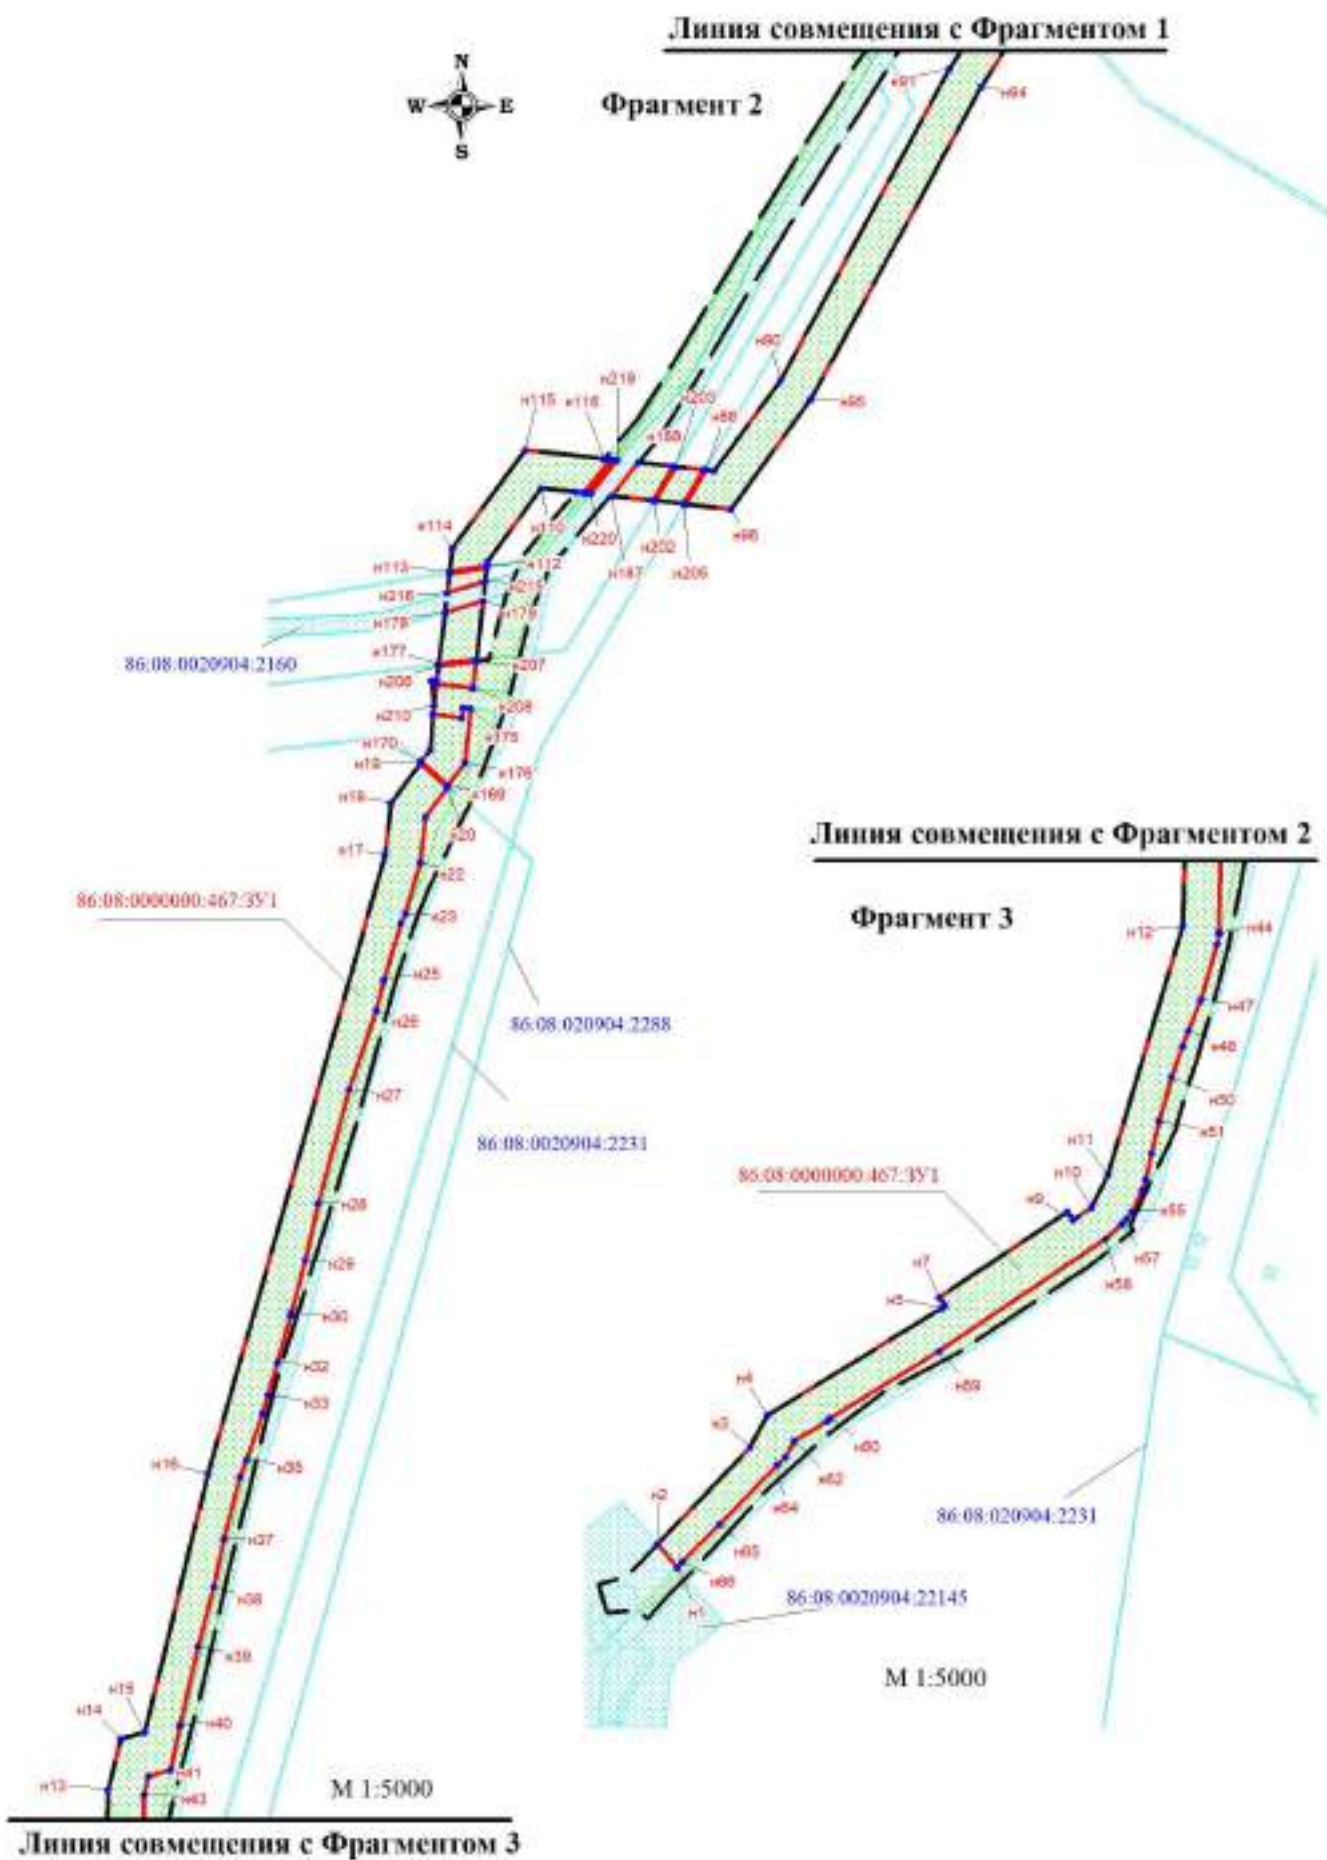 Линия совмещения с Фрагментом 1
N
W E
S
Фрагмент 2
н91
н94
н90
н95
н219
н203
н115
н116
н188
н88
н114
н110
н220
н187
н202
н206
н96
н113
н112
н216
н215
н178
н179
86:08:0020904:2160
н177
н207
н208
н210
н175
н170
н19
н176
н18
н169
н20
н17
н22
86:08:0000000:467:ЗУ1
н23
н25
86:08:020904:2288
н26
н27
86:08:0020904:2231
н28
н29
н30
н32
н33
н16
н35
н37
н38
н39
н15
н14
н40
н41
н13
н43
М 1:5000
Линия совмещения с Фрагментом 3
Линия совмещения с Фрагментом 2
Фрагмент 3
н12
н44
н47
н48
н50
н51
н11
н10
86:08:0000000:467:ЗУ1
н9
н55
н57
н58
н7
н5
н59
н4
н3
н60
н62
н2
н64
86:08:020904:2231
н65
н66
н1
86:08:0020904:22145
М 1:5000